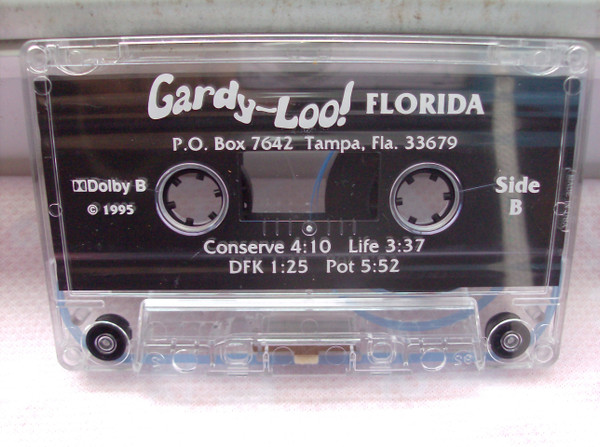 Gardy-Loo! FLORIDA
P.O. Box 7642 Tampa, Fla. 33679
Dolby B
© 1995
Side
B
Conserve 4:10 Life 3:37
DFK 1:25 Pot 5:52